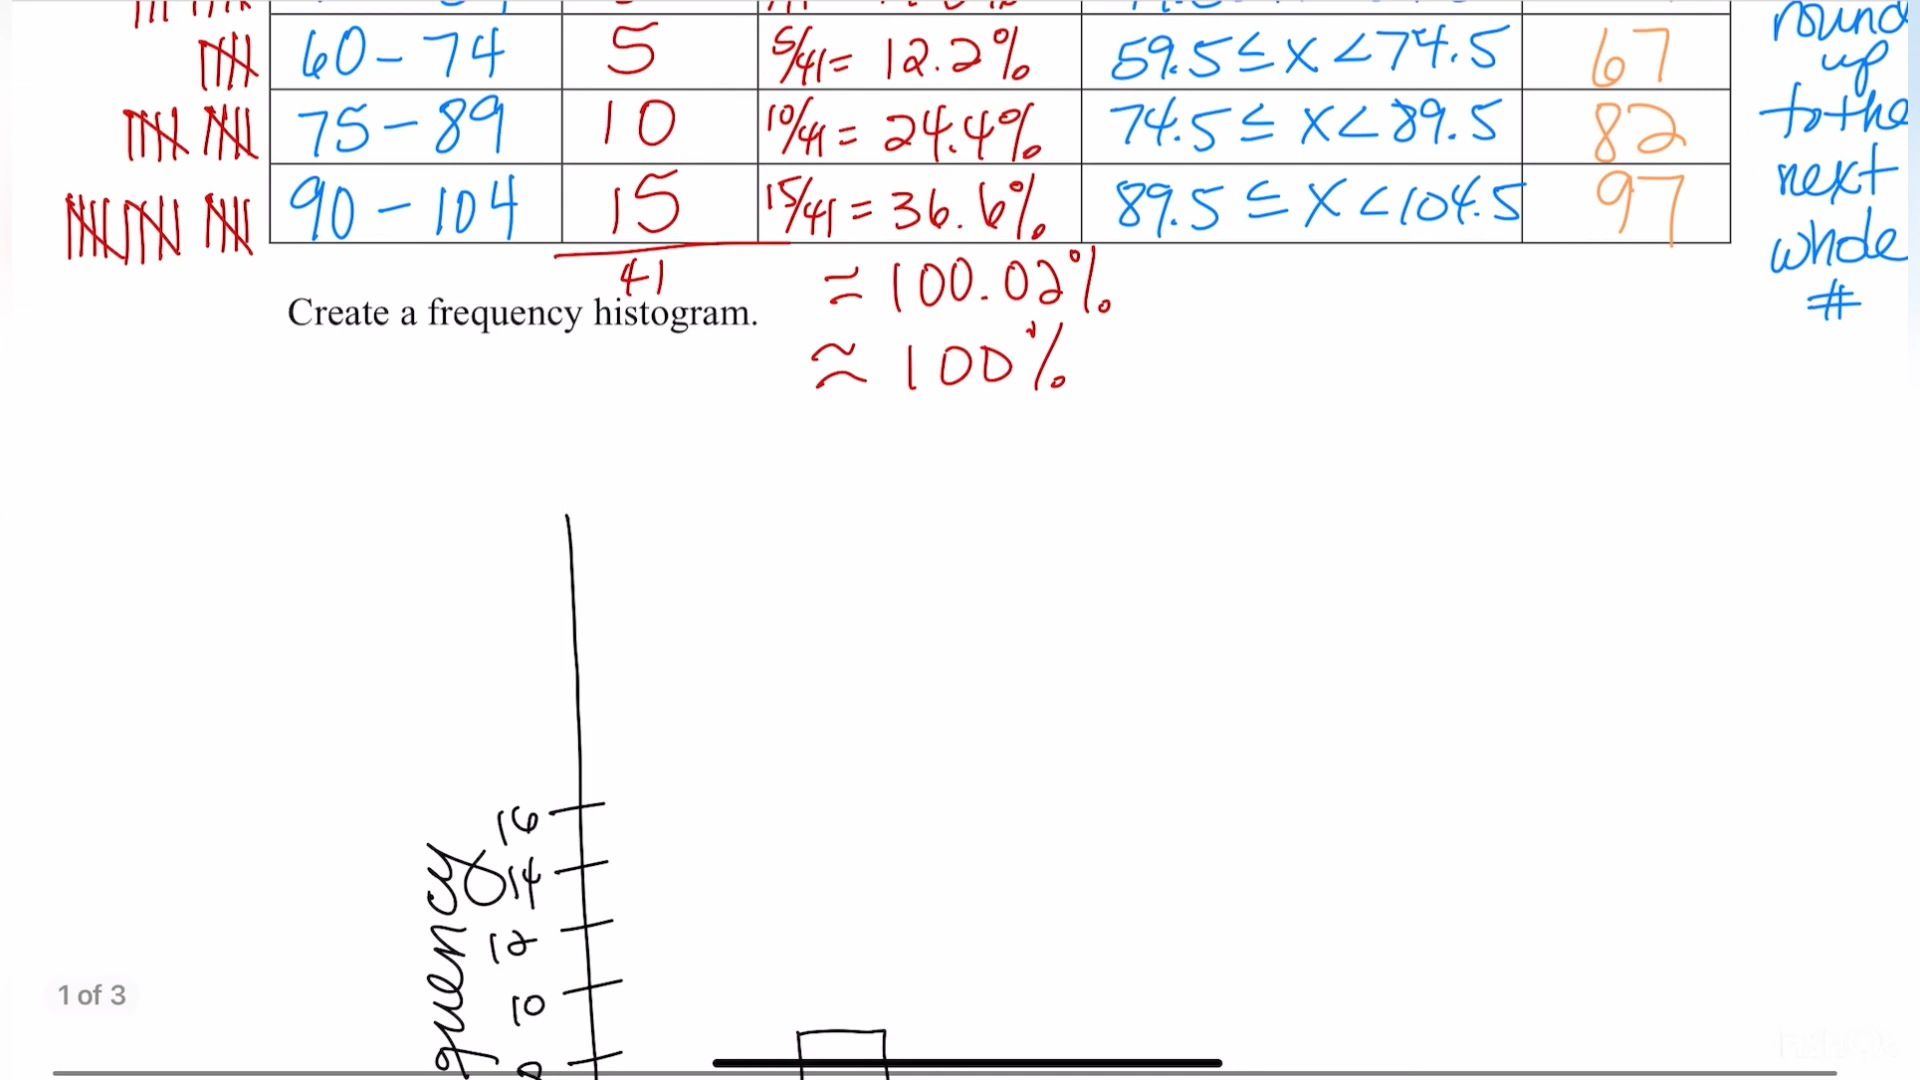 60 - 74 5 5/41 = 12.2% 59.5 ≤ x < 74.5 67
75 - 89 10 10/41 = 24.4% 74.5 ≤ x < 89.5 82
90 - 104 15 15/41 = 36.6% 89.5 ≤ x < 104.5 97
41
= 100.02%
≈ 100%
round
up
to the
next
whole
#
Create a frequency histogram.
16
14
12
10
quency
1 of 3